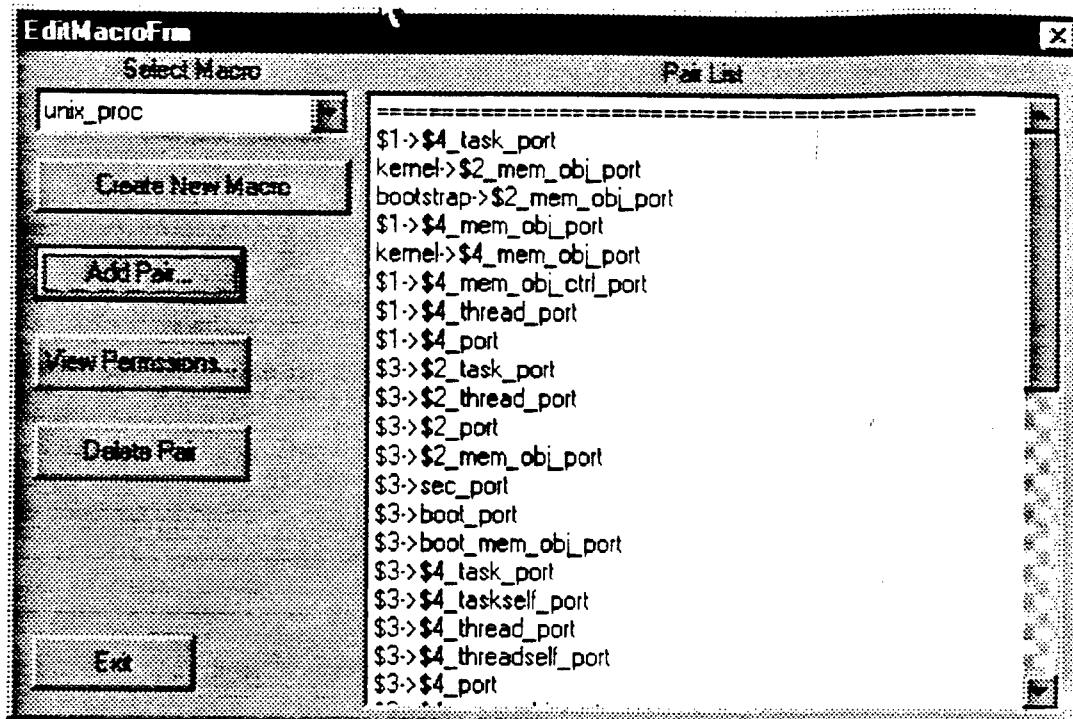 EditMacroFrm
Select Macro
unix_proc
Create New Macro
Add Pair...
View Permissions...
Delete Pair
Exit
Pair List
==================================================
$1->$4_task_port
kernel->$2_mem_obj_port
bootstrap->$2_mem_obj_port
$1->$4_mem_obj_port
kernel->$4_mem_obj_port
$1->$4_mem_obj_ctrl_port
$1->$4_thread_port
$1->$4_port
$3->$2_task_port
$3->$2_thread_port
$3->$2_port
$3->$2_mem_obj_port
$3->sec_port
$3->boot_port
$3->boot_mem_obj_port
$3->$4_task_port
$3->$4_taskself_port
$3->$4_thread_port
$3->$4_threadself_port
$3->$4_port